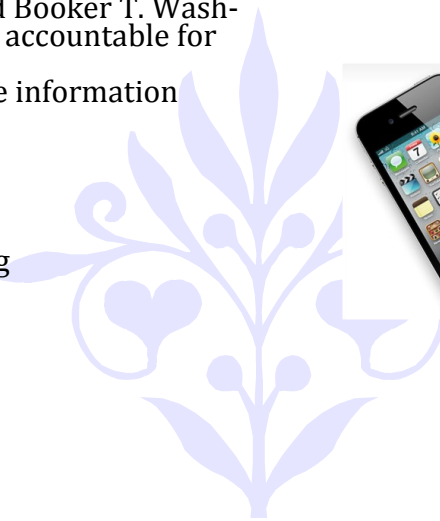 d Booker T. Wash-
accountable for
e information
g